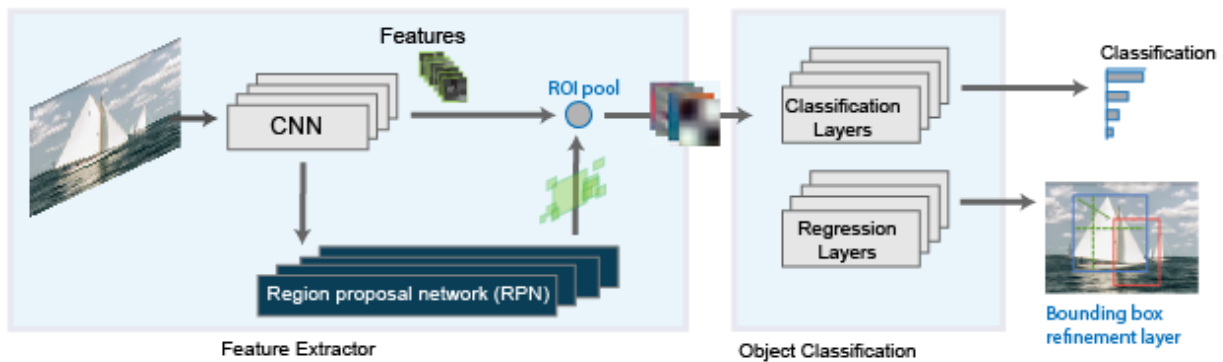 Features
Classification
ROI pool
CNN
Classification
Layers
Regression
Layers
Region proposal network (RPN)
Bounding box
refinement layer
Feature Extractor
Object Classification